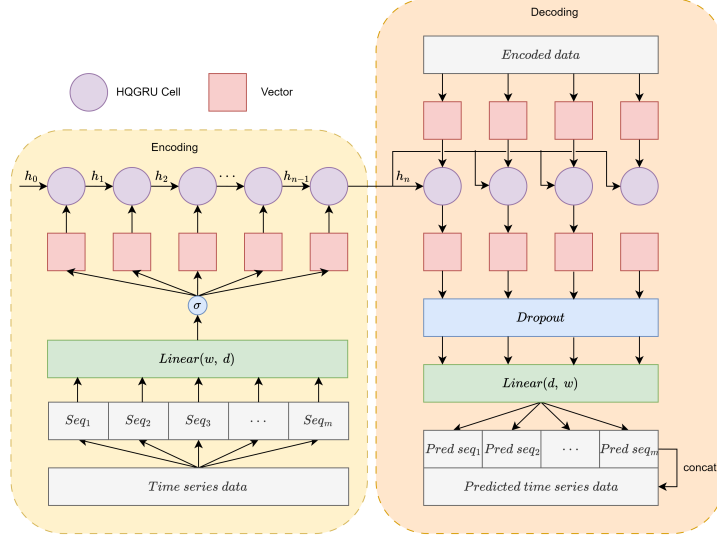 Decoding
Encoded data
HQGRU Cell
Vector
Encoding
h₀ h₁ h₂ ··· hₙ₋₁ hₙ
σ
Dropout
Linear(w, d)
Linear(d, w)
Seq₁ Seq₂ Seq₃ ··· Seqₘ
Pred seq₁ Pred seq₂ ··· Pred seqₘ
concat
Time series data
Predicted time series data